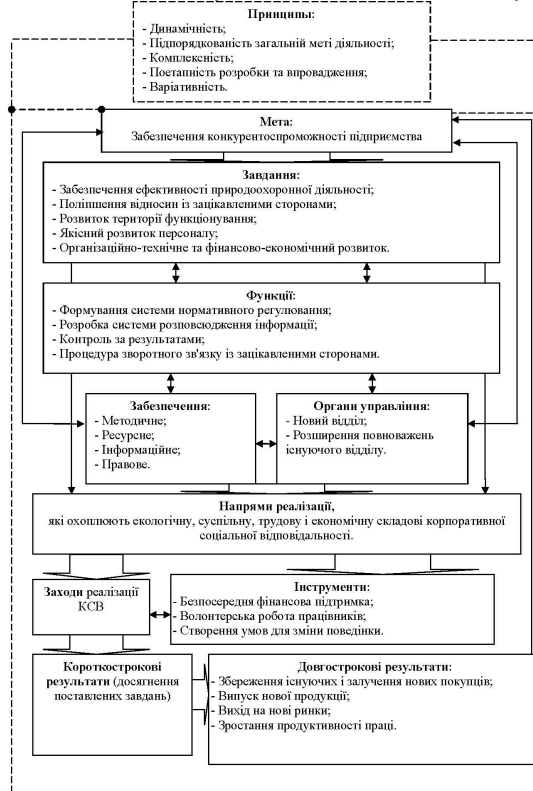 Принципы:
- Динамічність;
- Підпорядкованість загальній меті діяльності;
- Комплексність;
- Поетапність розробки та впровадження;
- Варіативність.
Мета:
Забезпечення конкурентоспроможності підприємства
Завдання:
- Забезпечення ефективності природоохоронної діяльності;
- Поліпшення відносин із зацікавленими сторонами;
- Розвиток території функціонування;
- Якісний розвиток персоналу;
- Організаційно-технічне та фінансово-економічний розвиток.
Функції:
- Формування системи нормативного регулювання;
- Розробка системи розповсюдження інформації;
- Контроль за результатами;
- Процедура зворотного зв'язку із зацікавленими сторонами.
Забезпечення:
- Методичне;
- Ресурсне;
- Інформаційне;
- Правове.
Органи управління:
- Новий відділ;
- Розширення повноважень
існуючого відділу.
Напрями реалізації,
які охоплюють екологічну, суспільну, трудову і економічну складові корпоративної
соціальної відповідальності.
Заходи реалізації
КСВ
Інструменти:
- Безпосередня фінансова підтримка;
- Волонтерська робота працівників;
- Створення умов для зміни поведінки.
Короткострокові
результати (досягнення
поставлених завдань)
Довгострокові результати:
- Збереження існуючих і залучення нових покупців;
- Випуск нової продукції;
- Вихід на нові ринки;
- Зростання продуктивності праці.